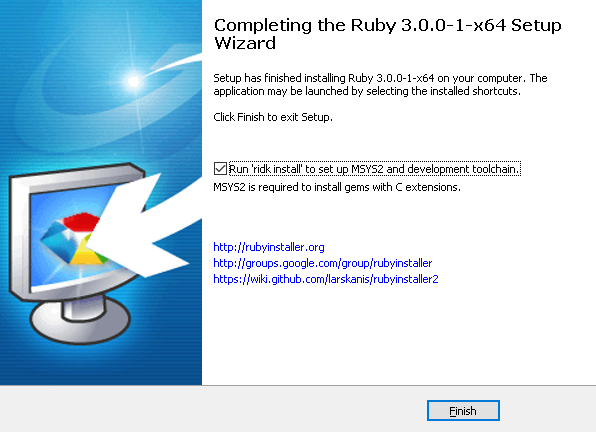 Completing the Ruby 3.0.0-1-x64 Setup
Wizard
Setup has finished installing Ruby 3.0.0-1-x64 on your computer. The
application may be launched by selecting the installed shortcuts.
Click Finish to exit Setup.
Run 'ridk install' to set up MSYS2 and development toolchain.
MSYS2 is required to install gems with C extensions.
http://rubyinstaller.org
http://groups.google.com/group/rubyinstaller
https://wiki.github.com/larskanis/rubyinstaller2
Finish